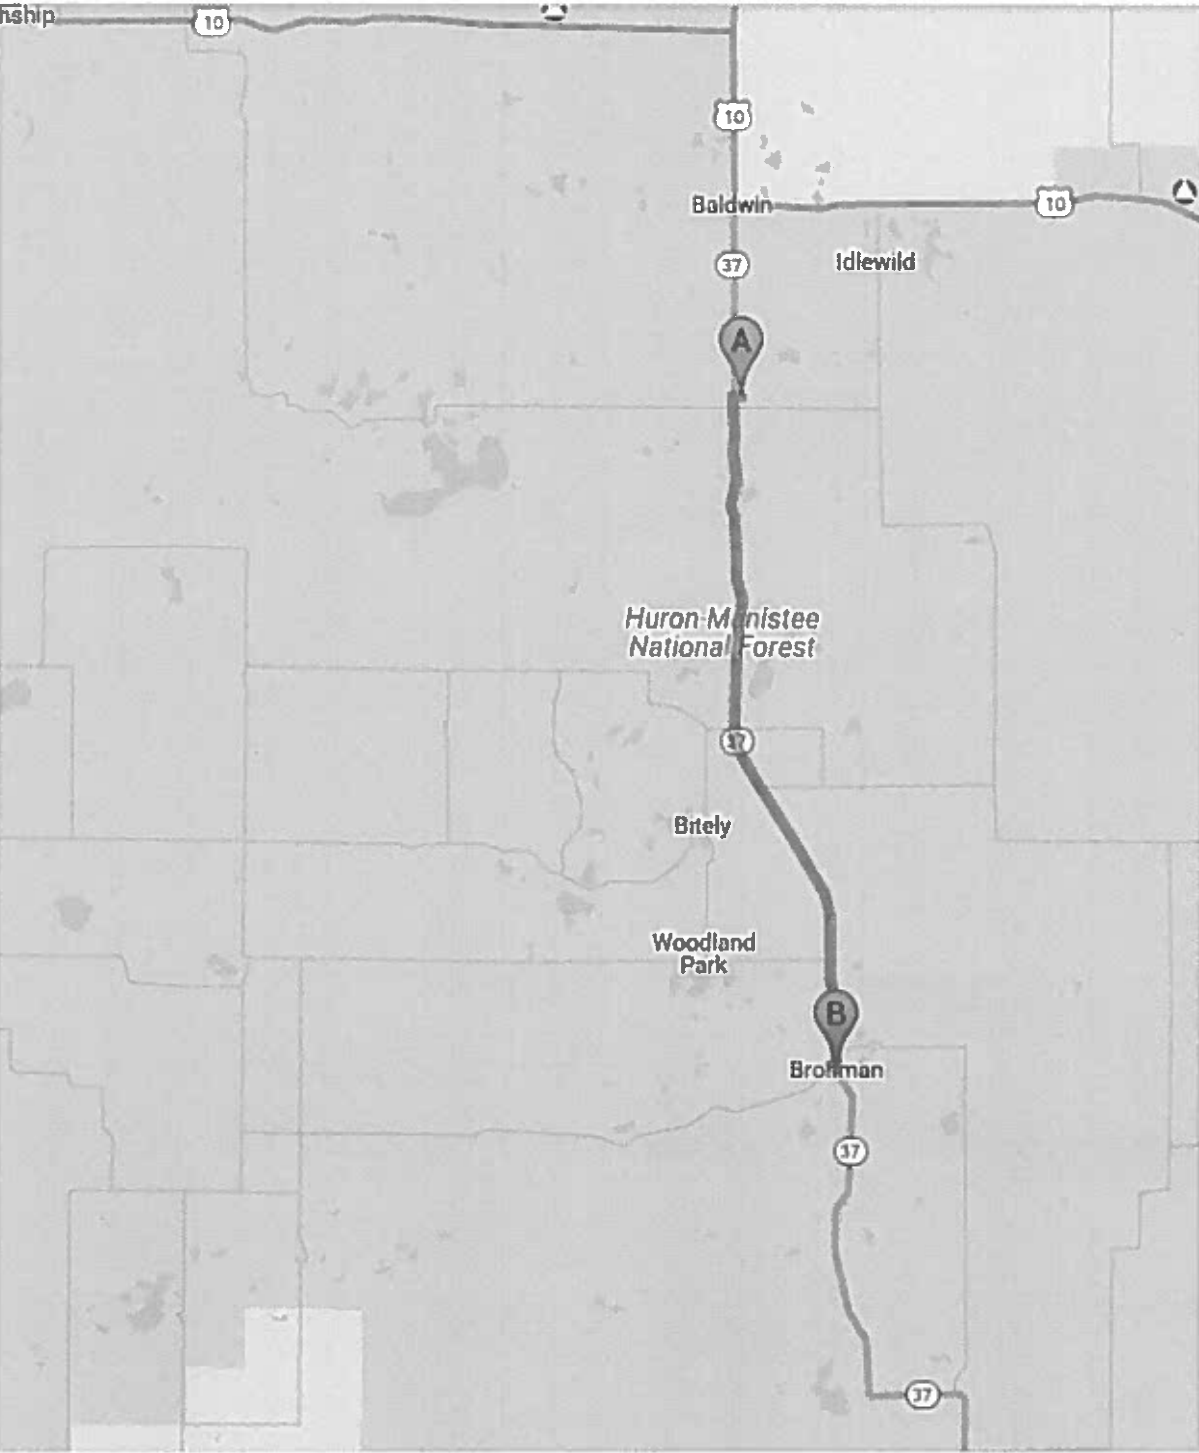 nship
10
10
Baldwin
10
37
Idlewild
A
Huron-Manistee
National Forest
37
Bitely
Woodland
Park
B
Brohman
37
37